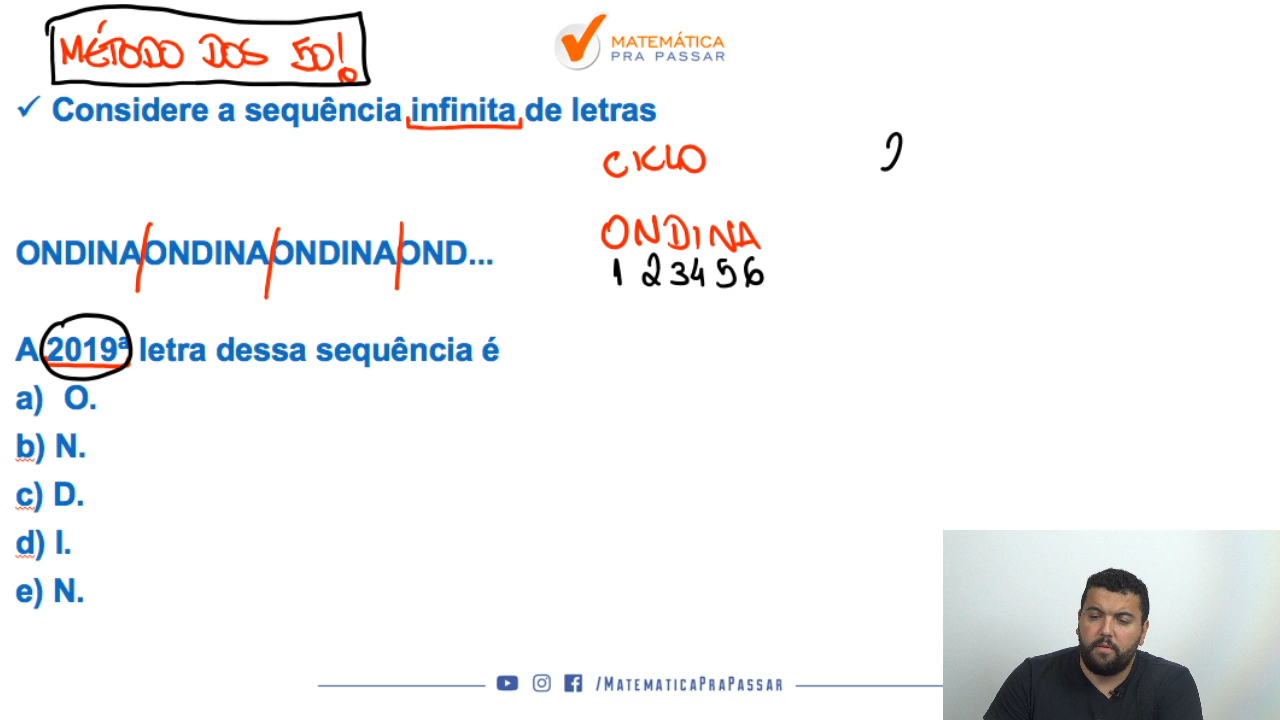 MÉTODO DOS 50!
MATEMÁTICA
PRA PASSAR
✓ Considere a sequência infinita de letras
CICLO
2
ONDINAONDINAONDINAOND...
ONDINA
1 2 3 4 5 6
A 2019ª letra dessa sequência é
a) O.
b) N.
c) D.
d) I.
e) N.
/MATEMATICAPRAPASSAR